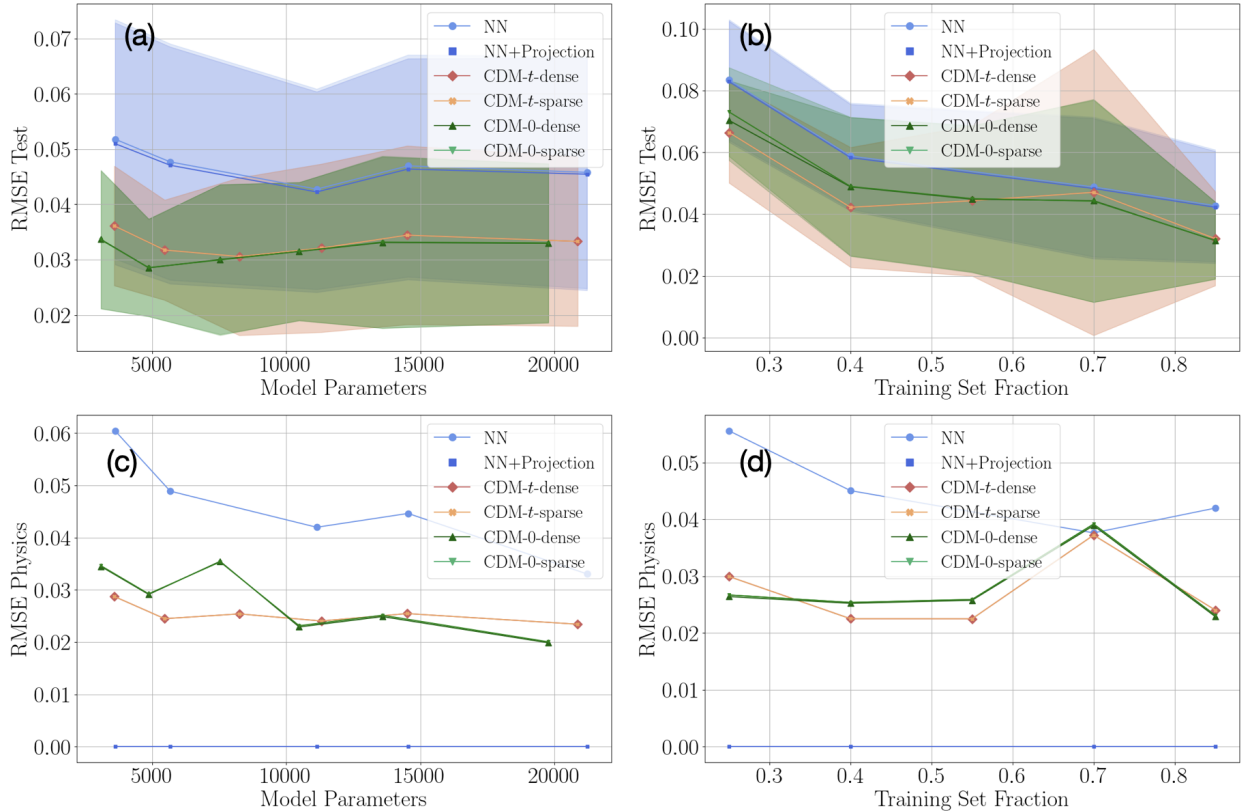 (a)
RMSE Test
0.07
0.06
0.05
0.04
0.03
0.02
5000
10000
15000
20000
Model Parameters
NN
NN+Projection
CDM-t-dense
CDM-t-sparse
CDM-0-dense
CDM-0-sparse
(b)
RMSE Test
0.10
0.08
0.06
0.04
0.02
0.00
0.3
0.4
0.5
0.6
0.7
0.8
Training Set Fraction
NN
NN+Projection
CDM-t-dense
CDM-t-sparse
CDM-0-dense
CDM-0-sparse
(c)
RMSE Physics
0.06
0.05
0.04
0.03
0.02
0.01
0.00
5000
10000
15000
20000
Model Parameters
NN
NN+Projection
CDM-t-dense
CDM-t-sparse
CDM-0-dense
CDM-0-sparse
(d)
RMSE Physics
0.05
0.04
0.03
0.02
0.01
0.00
0.3
0.4
0.5
0.6
0.7
0.8
Training Set Fraction
NN
NN+Projection
CDM-t-dense
CDM-t-sparse
CDM-0-dense
CDM-0-sparse